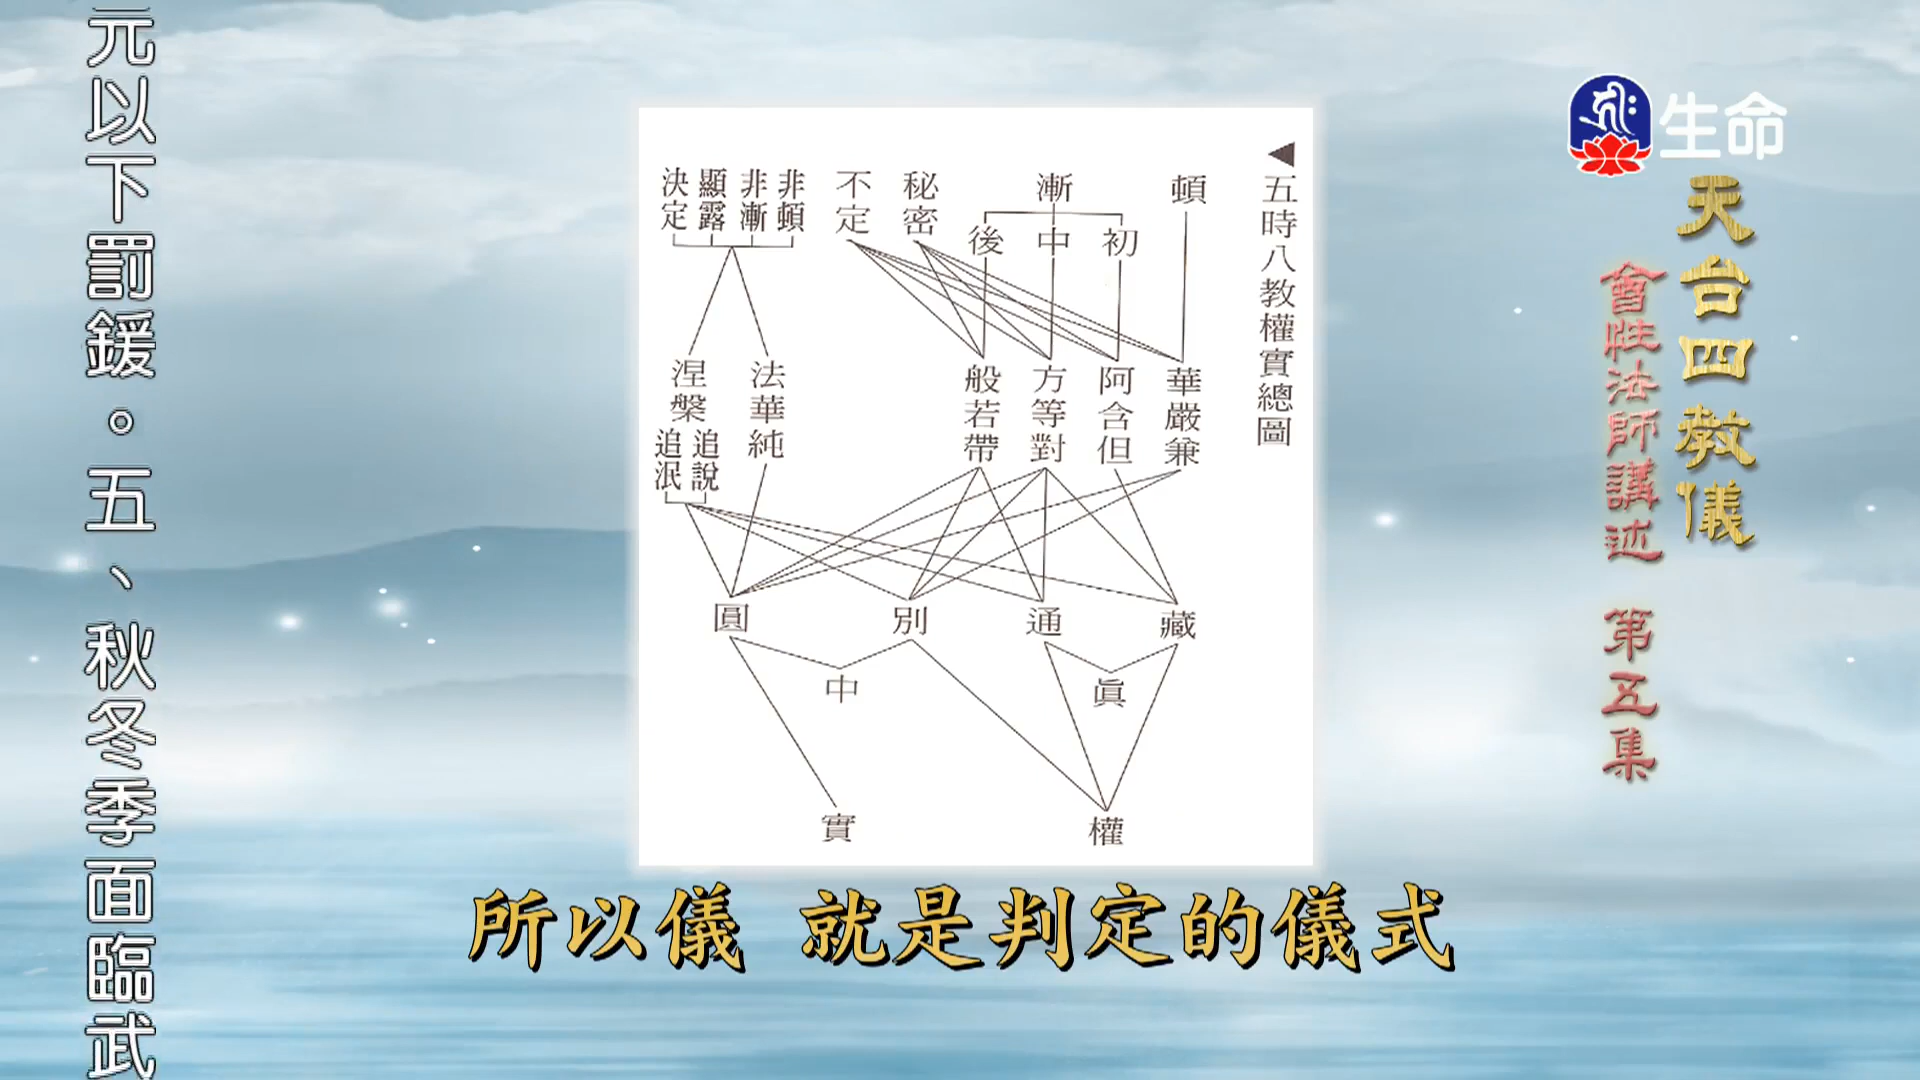 生命
天台四教儀
會性法師講述 第五集
◀五時八教權實總圖
頓
漸
初
中
後
秘密
不定
非頓
非漸
顯露
決定
華嚴兼
阿含但
方等對
般若帶
法華純
涅槃
追說
追泯
藏
通
別
圓
眞
中
權
實
元以下罰鍰。五、秋冬季面臨武
所以儀 就是判定的儀式